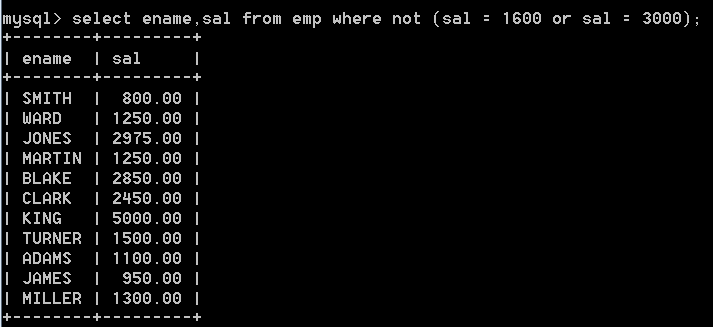 mysql> select ename,sal from emp where not (sal = 1600 or sal = 3000);
+--------+---------+
| ename  | sal     |
+--------+---------+
| SMITH  |  800.00 |
| WARD   | 1250.00 |
| JONES  | 2975.00 |
| MARTIN | 1250.00 |
| BLAKE  | 2850.00 |
| CLARK  | 2450.00 |
| KING   | 5000.00 |
| TURNER | 1500.00 |
| ADAMS  | 1100.00 |
| JAMES  |  950.00 |
| MILLER | 1300.00 |
+--------+---------+